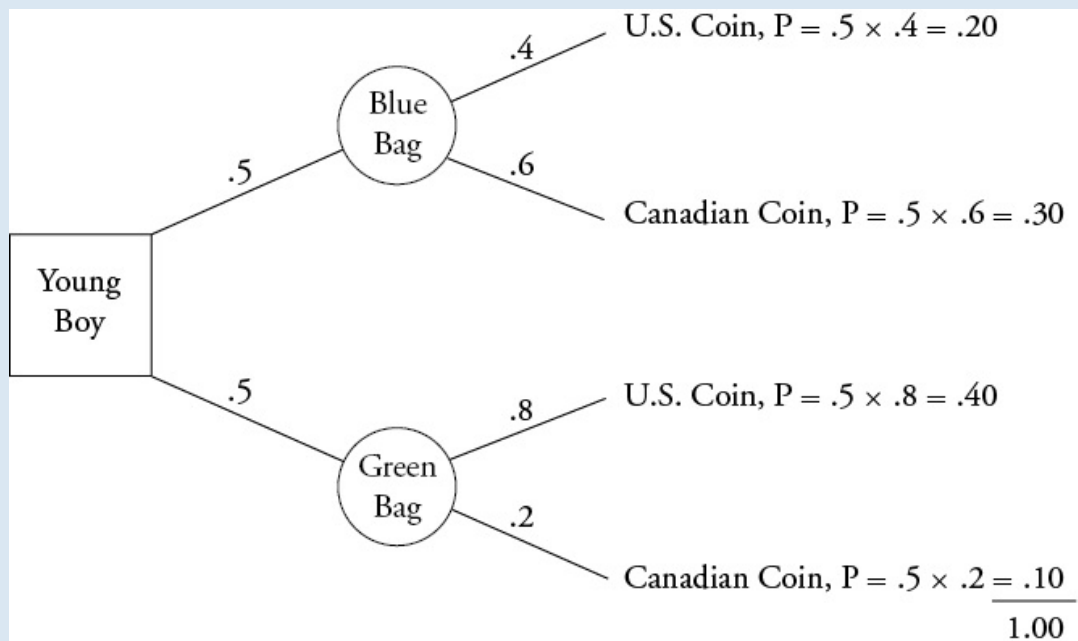 U.S. Coin, P = .5 × .4 = .20
.4
Blue
Bag
.5
.6
Canadian Coin, P = .5 × .6 = .30
Young
Boy
.5
U.S. Coin, P = .5 × .8 = .40
.8
Green
Bag
.2
Canadian Coin, P = .5 × .2 = .10
1.00